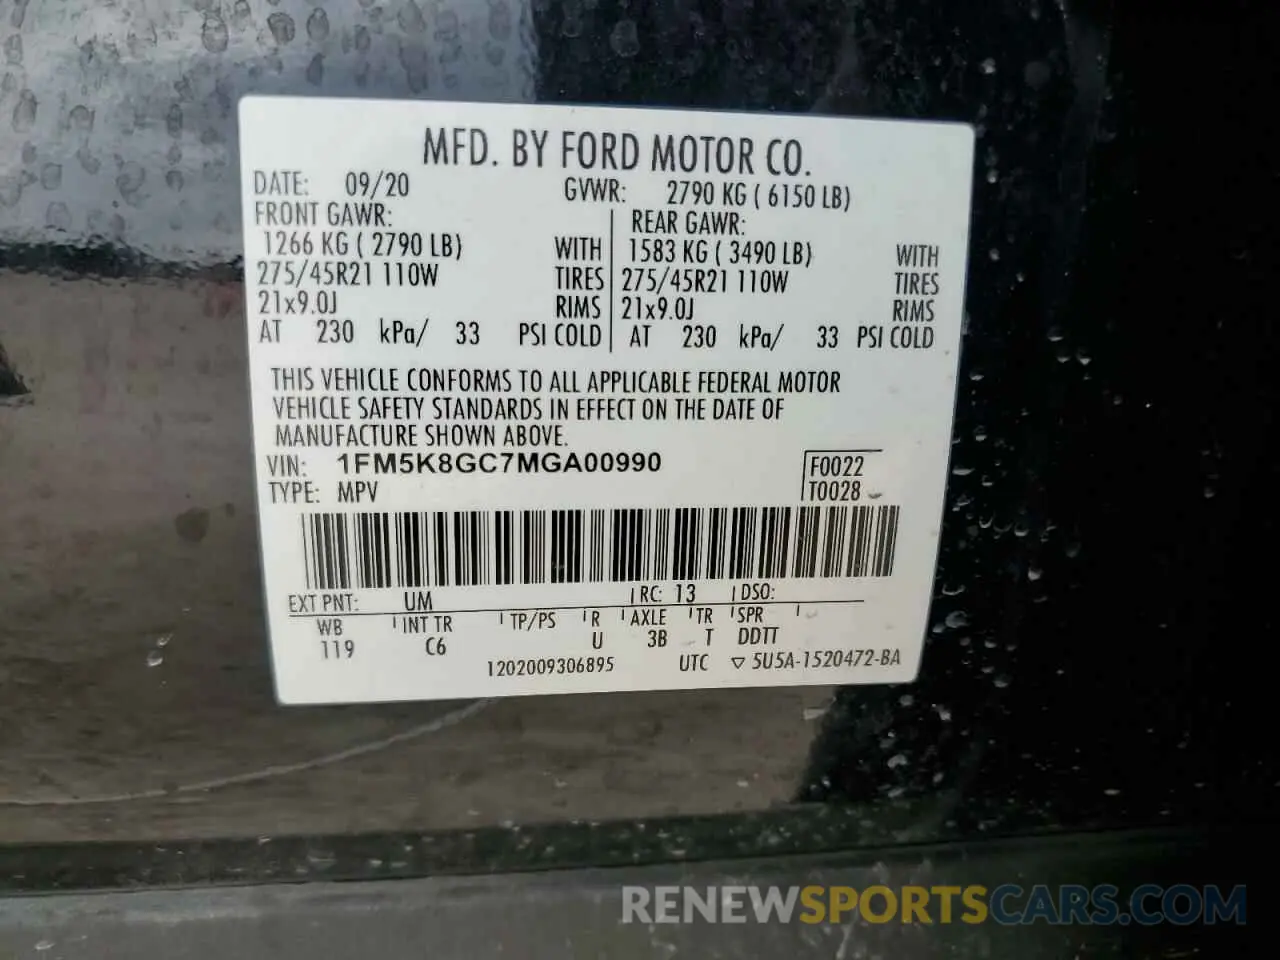 MFD. BY FORD MOTOR CO.
DATE: 09/20 GVWR: 2790 KG ( 6150 LB)
FRONT GAWR: REAR GAWR:
1266 KG ( 2790 LB) WITH 1583 KG ( 3490 LB) WITH
275/45R21 110W TIRES 275/45R21 110W TIRES
21x9.0J RIMS 21x9.0J RIMS
AT 230 kPa/ 33 PSI COLD AT 230 kPa/ 33 PSI COLD
THIS VEHICLE CONFORMS TO ALL APPLICABLE FEDERAL MOTOR
VEHICLE SAFETY STANDARDS IN EFFECT ON THE DATE OF
MANUFACTURE SHOWN ABOVE.
VIN: 1FM5K8GC7MGA00990 F0022
TYPE: MPV T0028
EXT PNT: UM RC: 13 DSO:
WB INT TR TP/PS R AXLE TR SPR
119 C6 U 3B T DDTT
1202009306895 UTC ▽ 5U5A-1520472-BA
RENEWSPORTSCARS.COM